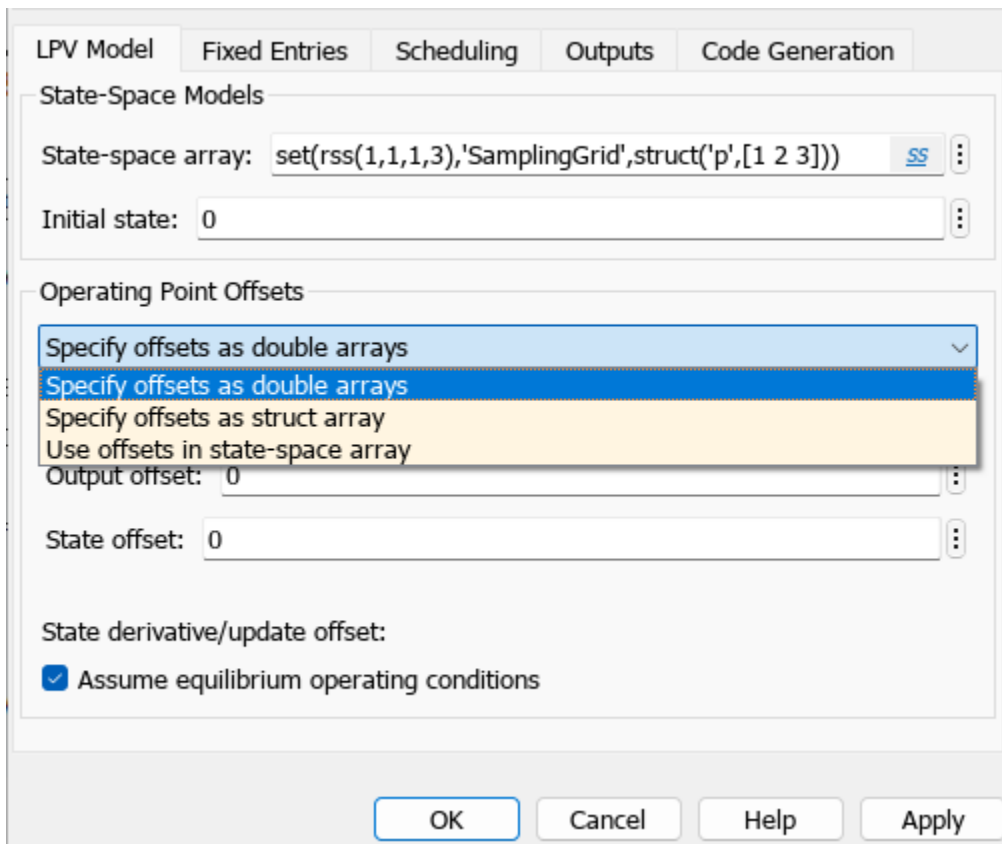 LPV Model Fixed Entries Scheduling Outputs Code Generation
State-Space Models
State-space array: set(rss(1,1,1,3),'SamplingGrid',struct('p',[1 2 3])) SS
Initial state: 0
Operating Point Offsets
Specify offsets as double arrays
Specify offsets as double arrays
Specify offsets as struct array
Use offsets in state-space array
Output offset: 0
State offset: 0
State derivative/update offset:
Assume equilibrium operating conditions
OK Cancel Help Apply